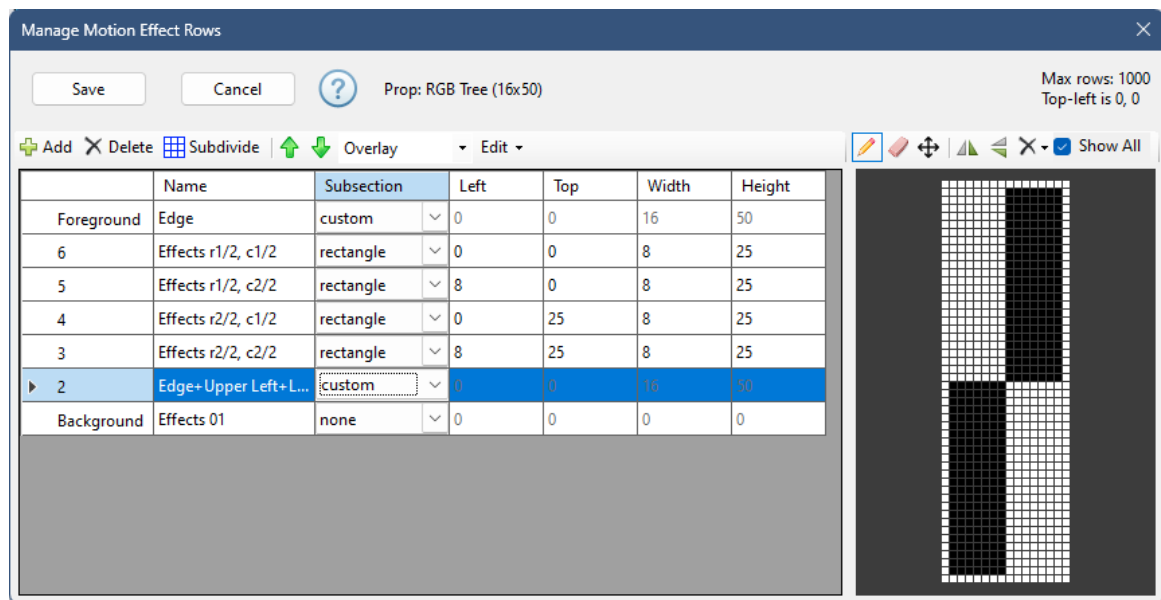 Manage Motion Effect Rows
Save Cancel ? Prop: RGB Tree (16x50) Max rows: 1000
Top-left is 0, 0
Add Delete Subdivide Overlay Edit Show All
Name Subsection Left Top Width Height
Foreground Edge custom 0 0 16 50
6 Effects r1/2, c1/2 rectangle 0 0 8 25
5 Effects r1/2, c2/2 rectangle 8 0 8 25
4 Effects r2/2, c1/2 rectangle 0 25 8 25
3 Effects r2/2, c2/2 rectangle 8 25 8 25
2 Edge+Upper Left+L... custom 0 0 16 50
Background Effects 01 none 0 0 0 0